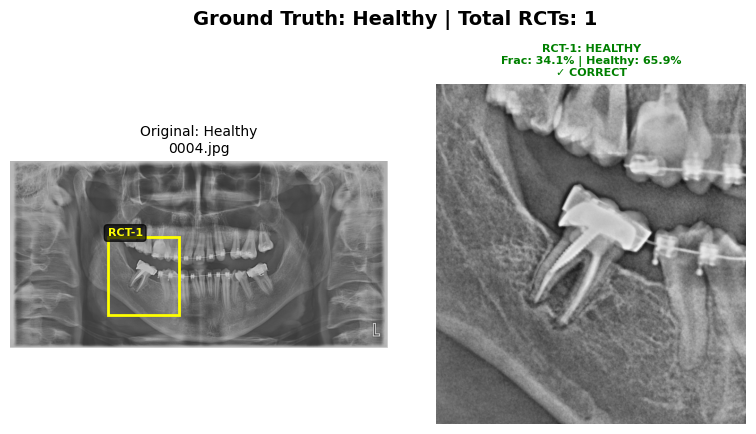 Ground Truth: Healthy | Total RCTs: 1
RCT-1: HEALTHY
Frac: 34.1% | Healthy: 65.9%
✓ CORRECT
Original: Healthy
0004.jpg
RCT-1
L